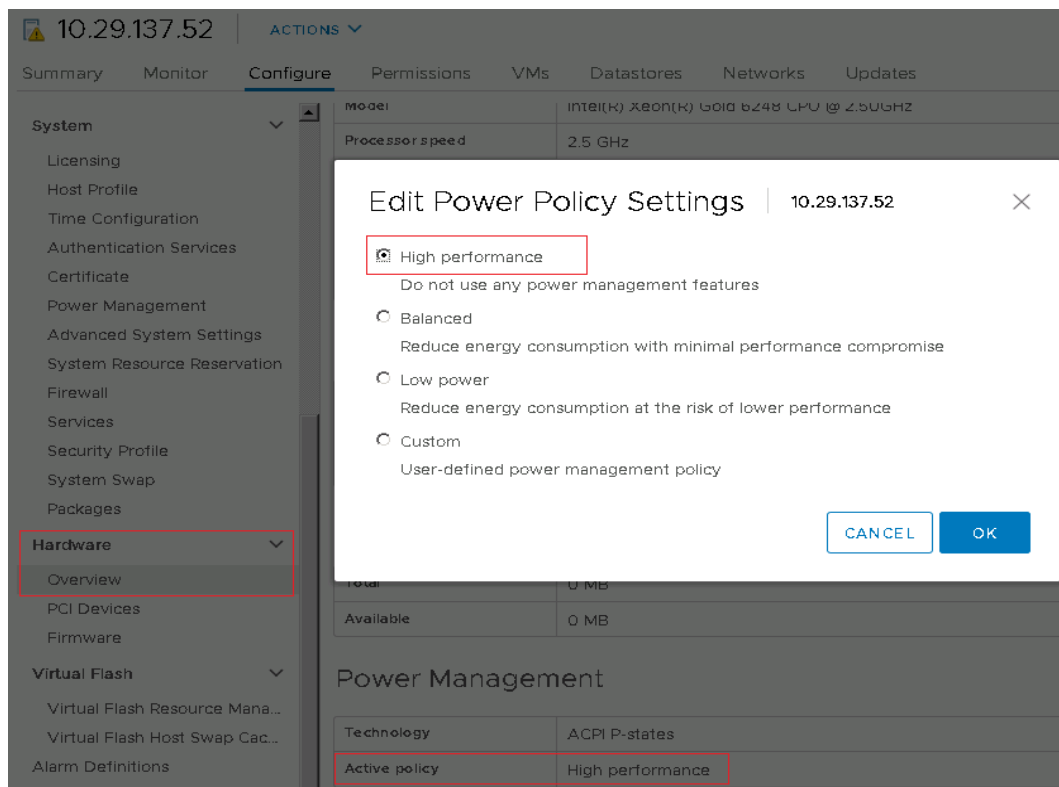 10.29.137.52 ACTIONS
Summary Monitor Configure Permissions VMs Datastores Networks Updates
System
Licensing
Host Profile
Time Configuration
Authentication Services
Certificate
Power Management
Advanced System Settings
System Resource Reservation
Firewall
Services
Security Profile
System Swap
Packages
Hardware
Overview
PCI Devices
Firmware
Virtual Flash
Virtual Flash Resource Mana...
Virtual Flash Host Swap Cac...
Alarm Definitions
Model Intel(R) Xeon(R) Gold 6248 CPU @ 2.50GHz
Processor speed 2.5 GHz
Edit Power Policy Settings 10.29.137.52
High performance
Do not use any power management features
Balanced
Reduce energy consumption with minimal performance compromise
Low power
Reduce energy consumption at the risk of lower performance
Custom
User-defined power management policy
CANCEL OK
Total 0 MB
Available 0 MB
Power Management
Technology ACPI P-states
Active policy High performance